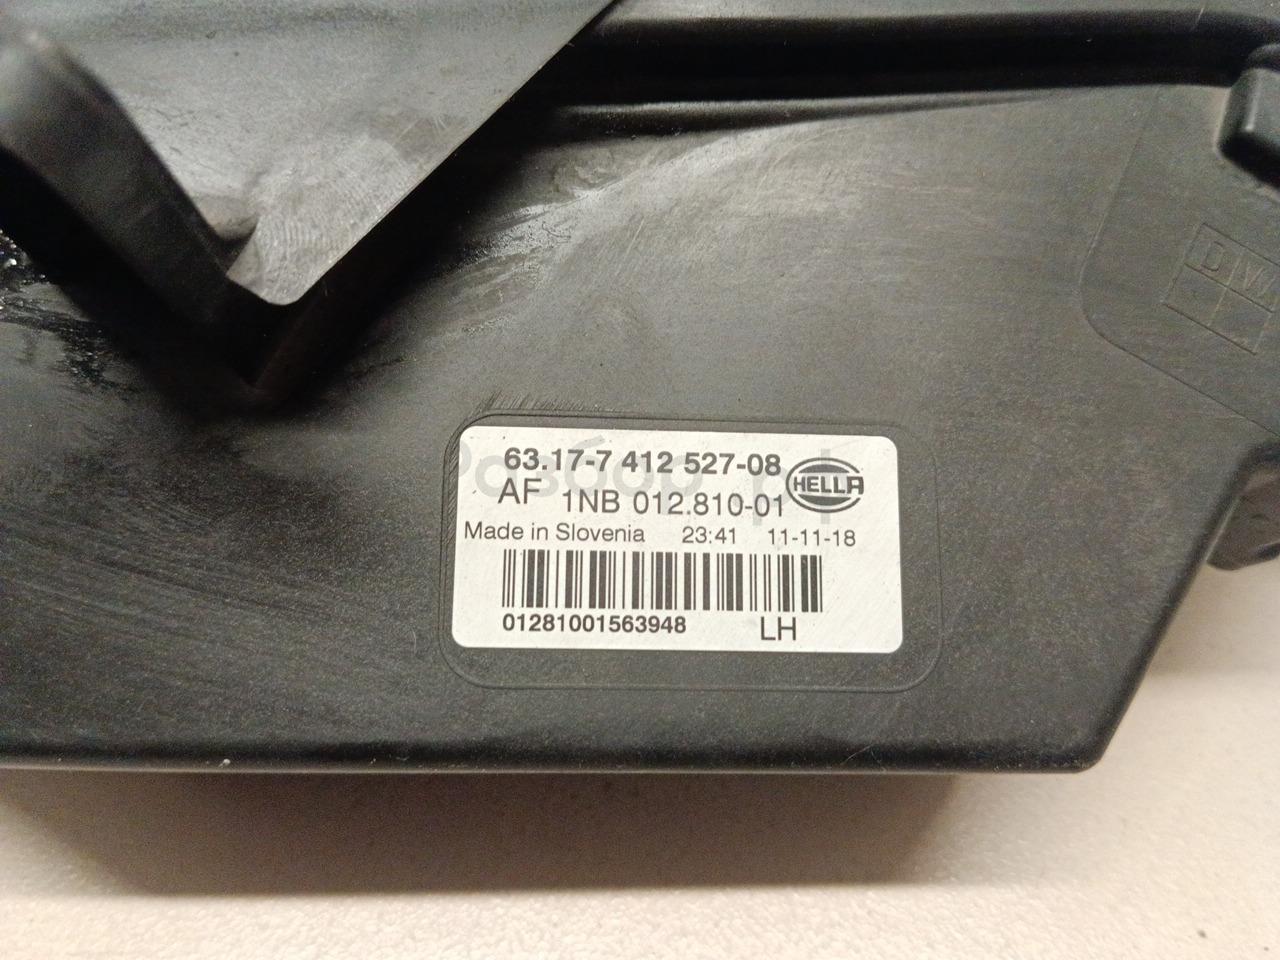 63.17-7 412 527-08
AF 1NB 012.810-01
HELLA
Made in Slovenia 23:41 11-11-18
01281001563948 LH
Разбор